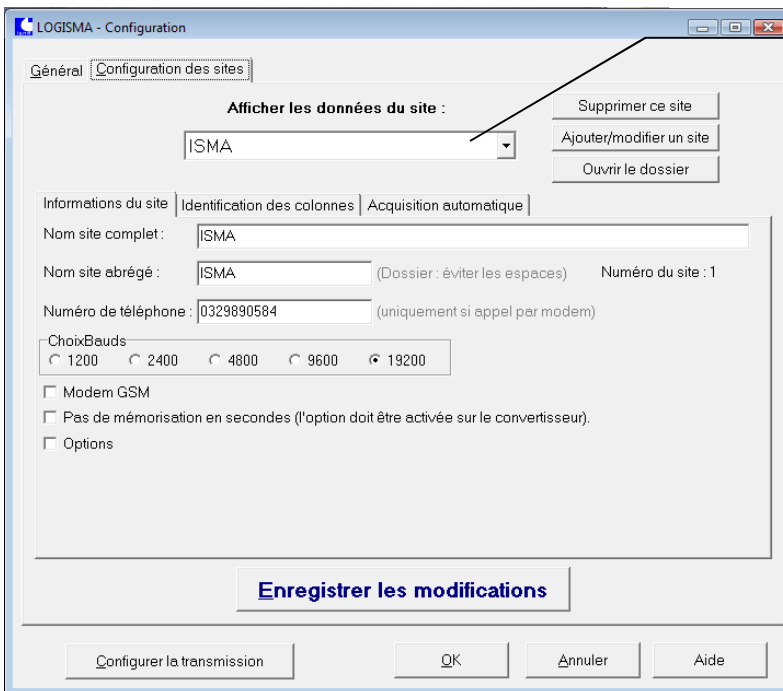 LOGISMA - Configuration
Général Configuration des sites
Afficher les données du site :
Supprimer ce site
ISMA
Ajouter/modifier un site
Ouvrir le dossier
Informations du site Identification des colonnes Acquisition automatique
Nom site complet : ISMA
Nom site abrégé : ISMA (Dossier : éviter les espaces) Numéro du site : 1
Numéro de téléphone : 0329890584 (uniquement si appel par modem)
ChoixBauds
1200 2400 4800 9600 19200
Modem GSM
Pas de mémorisation en secondes (l'option doit être activée sur le convertisseur).
Options
Enregistrer les modifications
Configurer la transmission OK Annuler Aide